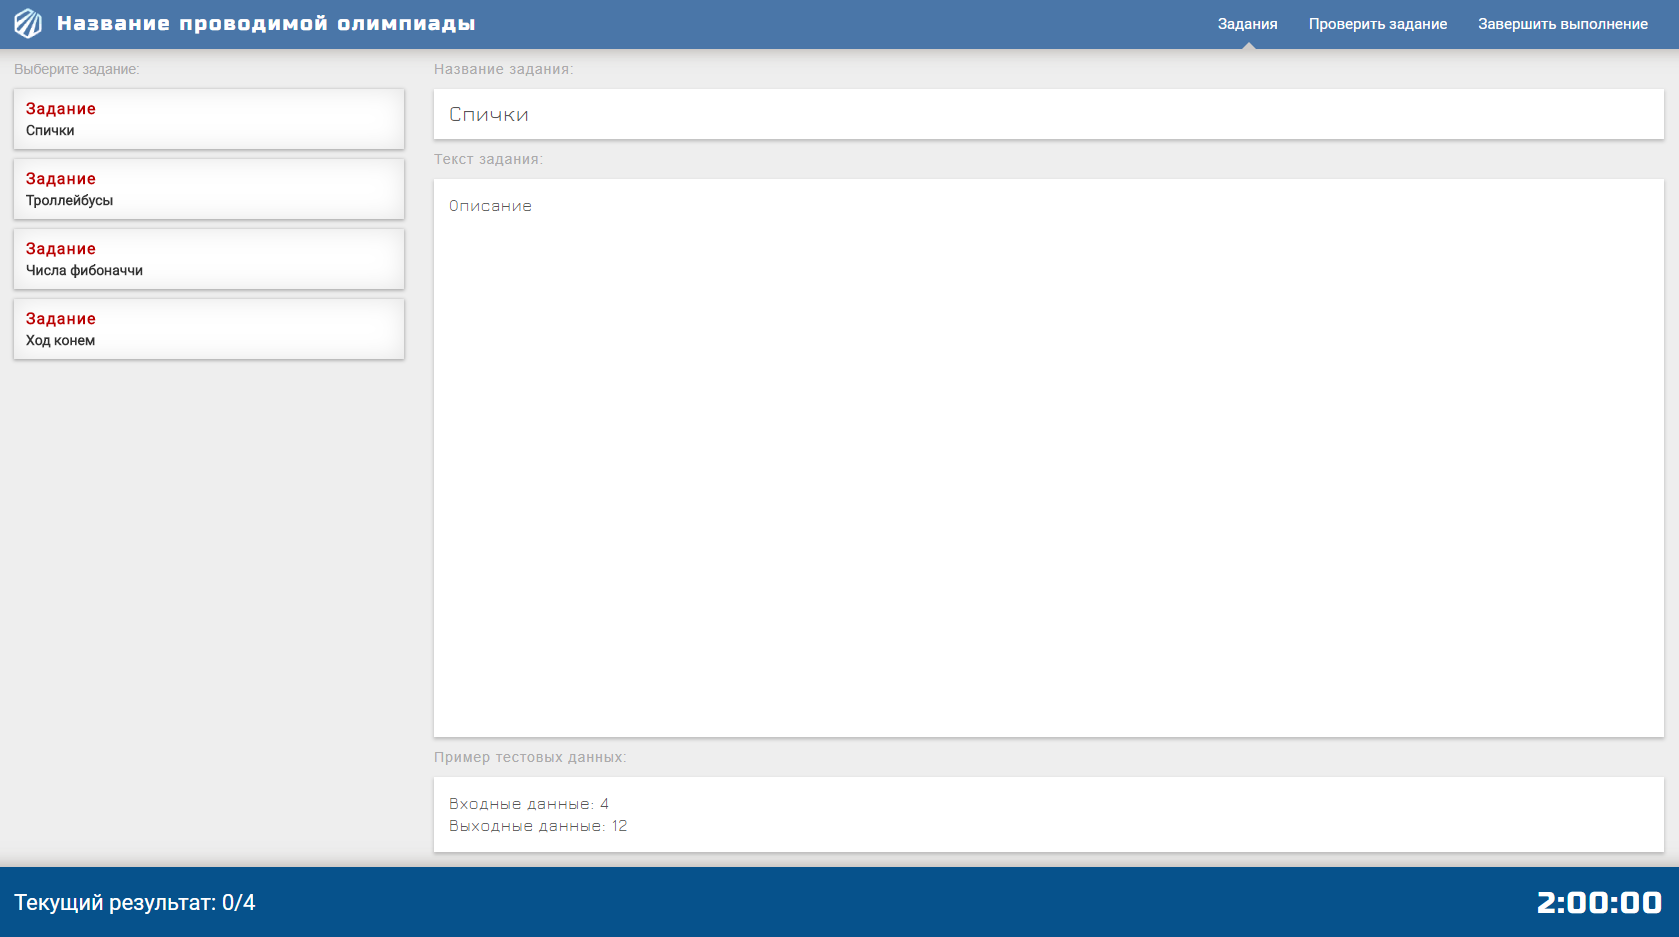 Название проводимой олимпиады
Задания
Проверить задание
Завершить выполнение
Выберите задание:
Задание
Спички
Задание
Троллейбусы
Задание
Числа фибоначчи
Задание
Ход конем
Название задания:
Спички
Текст задания:
Описание
Пример тестовых данных:
Входные данные: 4
Выходные данные: 12
Текущий результат: 0/4
2:00:00